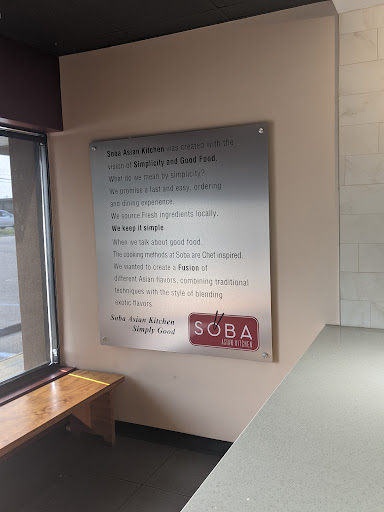 Soba Asian Kitchen was created with the
vision of Simplicity and Good Food.
What do we mean by simplicity?
We promise a fast and easy, ordering
and dining experience.
We source Fresh ingredients locally.
We keep it simple.
When we talk about good food.
The cooking methods at Soba are Chef inspired.
We wanted to create a Fusion of
different Asian flavors, combining traditional
techniques with the style of blending
exotic flavors.
Soba Asian Kitchen
Simply Good
SOBA
ASIAN KITCHEN